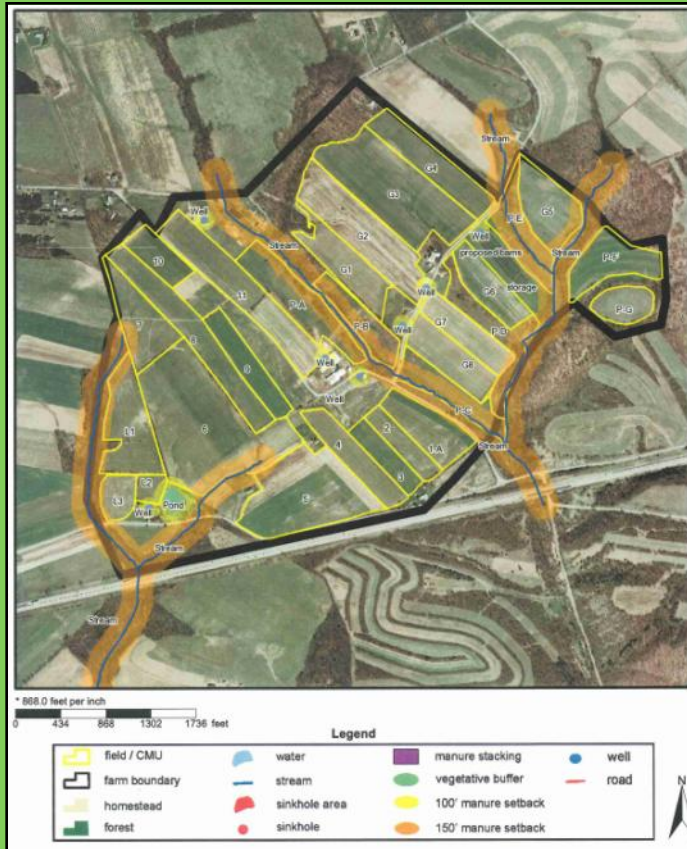 Stream
G4
G3
Stream
P-E
G5
Well
Stream
G2
Well
Stream
P-F
proposed barns
10
G1
storage
G6
P-G
11
P-A
Well
7
P-B
G7
P-D
Well
8
Well
G8
9
Well
P-C
L1
6
2
4
1-A
Stream
3
L2
L3
Pond
5
Well
Stream
Stream
* 868.0 feet per inch
0 434 868 1302 1736 feet
Legend
field / CMU
water
manure stacking
well
farm boundary
stream
vegetative buffer
road
homestead
sinkhole area
100' manure setback
forest
sinkhole
150' manure setback
N